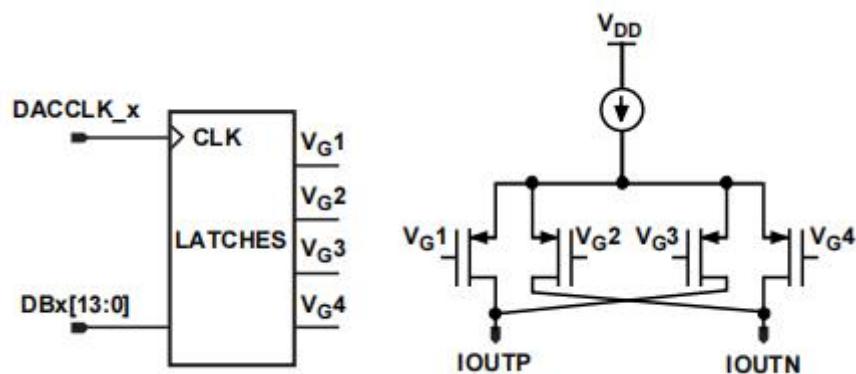 DACCLK_x
CLK
LATCHES
DBx[13:0]
VG1
VG2
VG3
VG4
VDD
VG1
VG2
VG3
VG4
IOUTP
IOUTN